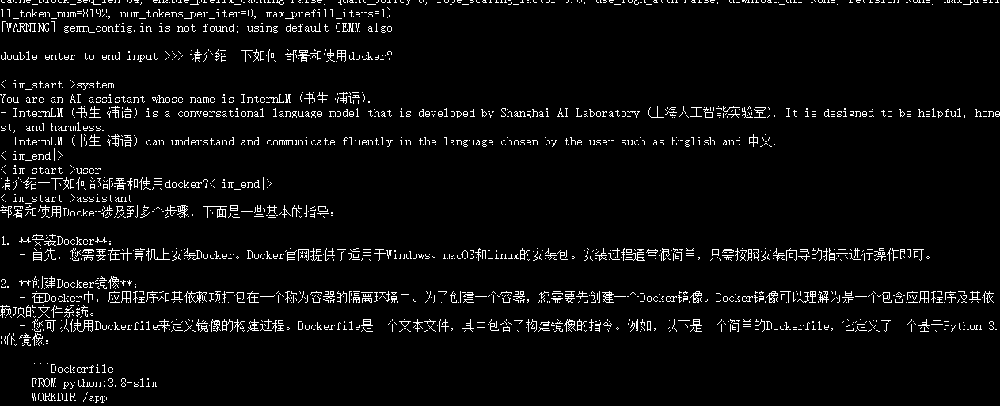 cache_block_seq_len 64, enable_prefix_caching False, quant_policy 0, rope_scaling_factor 0.0, use_logn_attn False, download_dir None, revision None, max_prefi
ll_token_num=8192, num_tokens_per_iter=0, max_prefill_iters=1)
[WARNING] gemm_config.in is not found; using default GEMM algo
double enter to end input >>> 请介绍一下如何 部署和使用docker?
<|im_start|>system
You are an AI assistant whose name is InternLM (书生·浦语).
- InternLM (书生·浦语) is a conversational language model that is developed by Shanghai AI Laboratory (上海人工智能实验室). It is designed to be helpful, hone
st, and harmless.
- InternLM (书生·浦语) can understand and communicate fluently in the language chosen by the user such as English and 中文.
<|im_end|>
<|im_start|>user
请介绍一下如何部部署和使用docker?<|im_end|>
<|im_start|>assistant
部署和使用Docker涉及到多个步骤，下面是一些基本的指导：
1. **安装Docker**：
- 首先，您需要在计算机上安装Docker。Docker官网提供了适用于Windows、macOS和Linux的安装包。安装过程通常很简单，只需按照安装向导的指示进行操作即可。
2. **创建Docker镜像**：
- 在Docker中，应用程序和其依赖项打包在一个称为容器的隔离环境中。为了创建一个容器，您需要先创建一个Docker镜像。Docker镜像可以理解为是一个包含应用程序及其依
赖项的文件系统。
- 您可以使用Dockerfile来定义镜像的构建过程。Dockerfile是一个文本文件，其中包含了构建镜像的指令。例如，以下是一个简单的Dockerfile，它定义了一个基于Python 3.
8的镜像：
```Dockerfile
FROM python:3.8-slim
WORKDIR /app